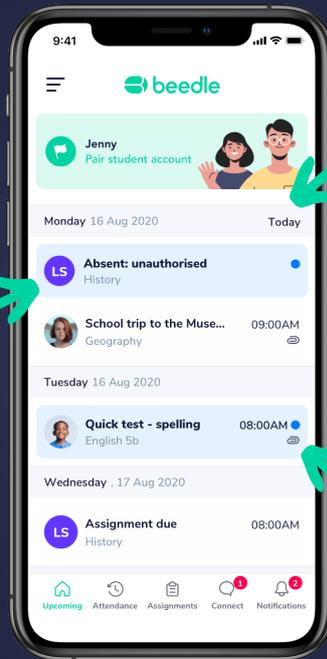 9:41
beedle
Jenny
Pair student account
Monday 16 Aug 2020 Today
LS Absent: unauthorised
History
School trip to the Muse... 09:00AM
Geography
Tuesday 16 Aug 2020
Quick test - spelling 08:00AM
English 5b
Wednesday , 17 Aug 2020
LS Assignment due 08:00AM
History
1 2
Upcoming Attendance Assignments Connect Notifications